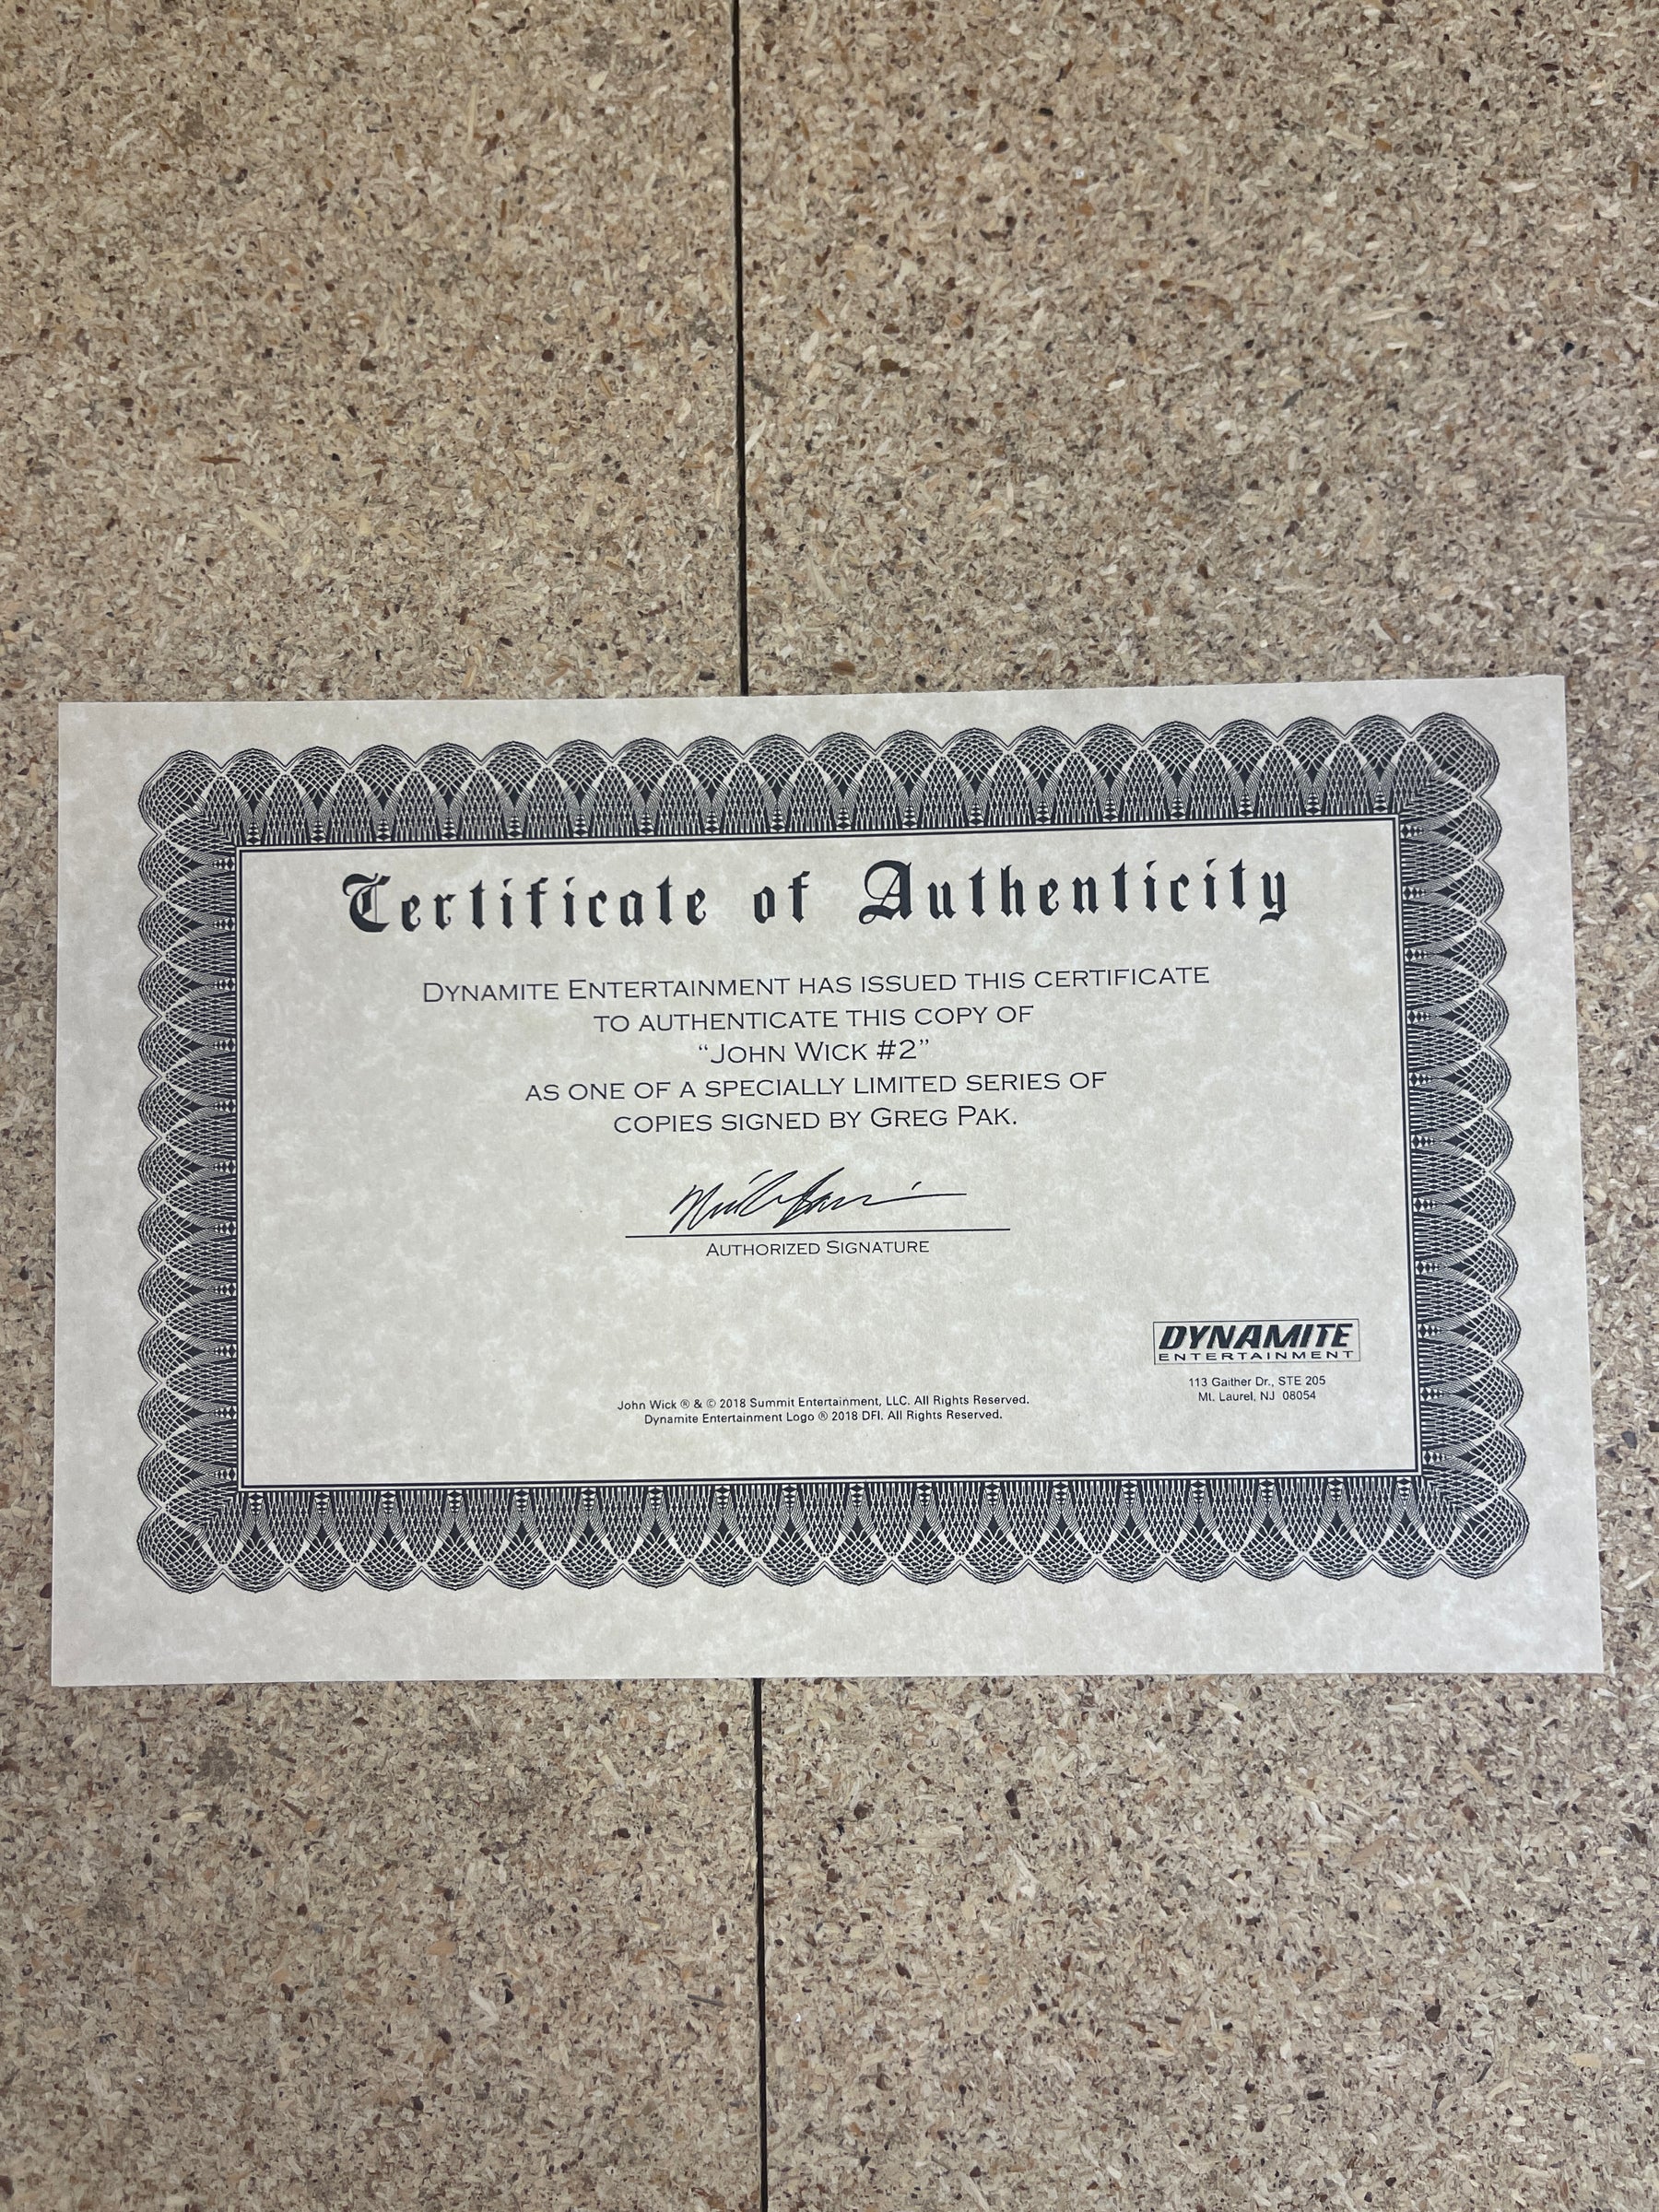 Certificate of Authenticity
DYNAMITE ENTERTAINMENT HAS ISSUED THIS CERTIFICATE
TO AUTHENTICATE THIS COPY OF
“JOHN WICK #2”
AS ONE OF A SPECIALLY LIMITED SERIES OF
COPIES SIGNED BY GREG PAK.
AUTHORIZED SIGNATURE
DYNAMITE
ENTERTAINMENT
113 Gaither Dr., STE 205
Mt. Laurel, NJ 08054
John Wick ® & © 2018 Summit Entertainment, LLC. All Rights Reserved.
Dynamite Entertainment Logo ® 2018 DFI. All Rights Reserved.